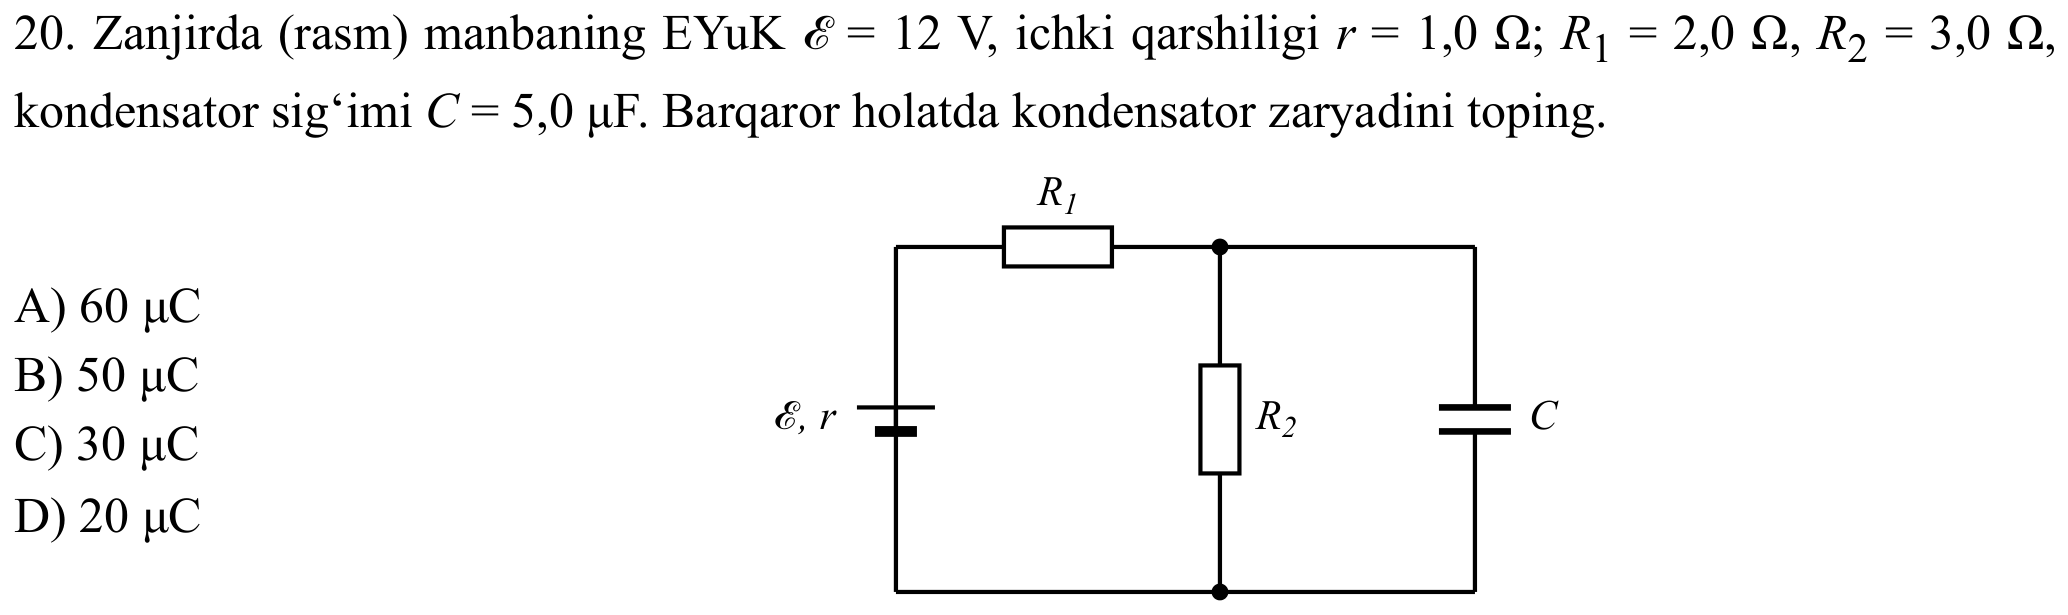 20. Zanjirda (rasm) manbaning EYuK ℰ = 12 V, ichki qarshiligi r = 1,0 Ω; R₁ = 2,0 Ω, R₂ = 3,0 Ω,
kondensator sig‘imi C = 5,0 μF. Barqaror holatda kondensator zaryadini toping.
R₁
A) 60 μC
B) 50 μC
C) 30 μC
D) 20 μC
ℰ, r
R₂
C